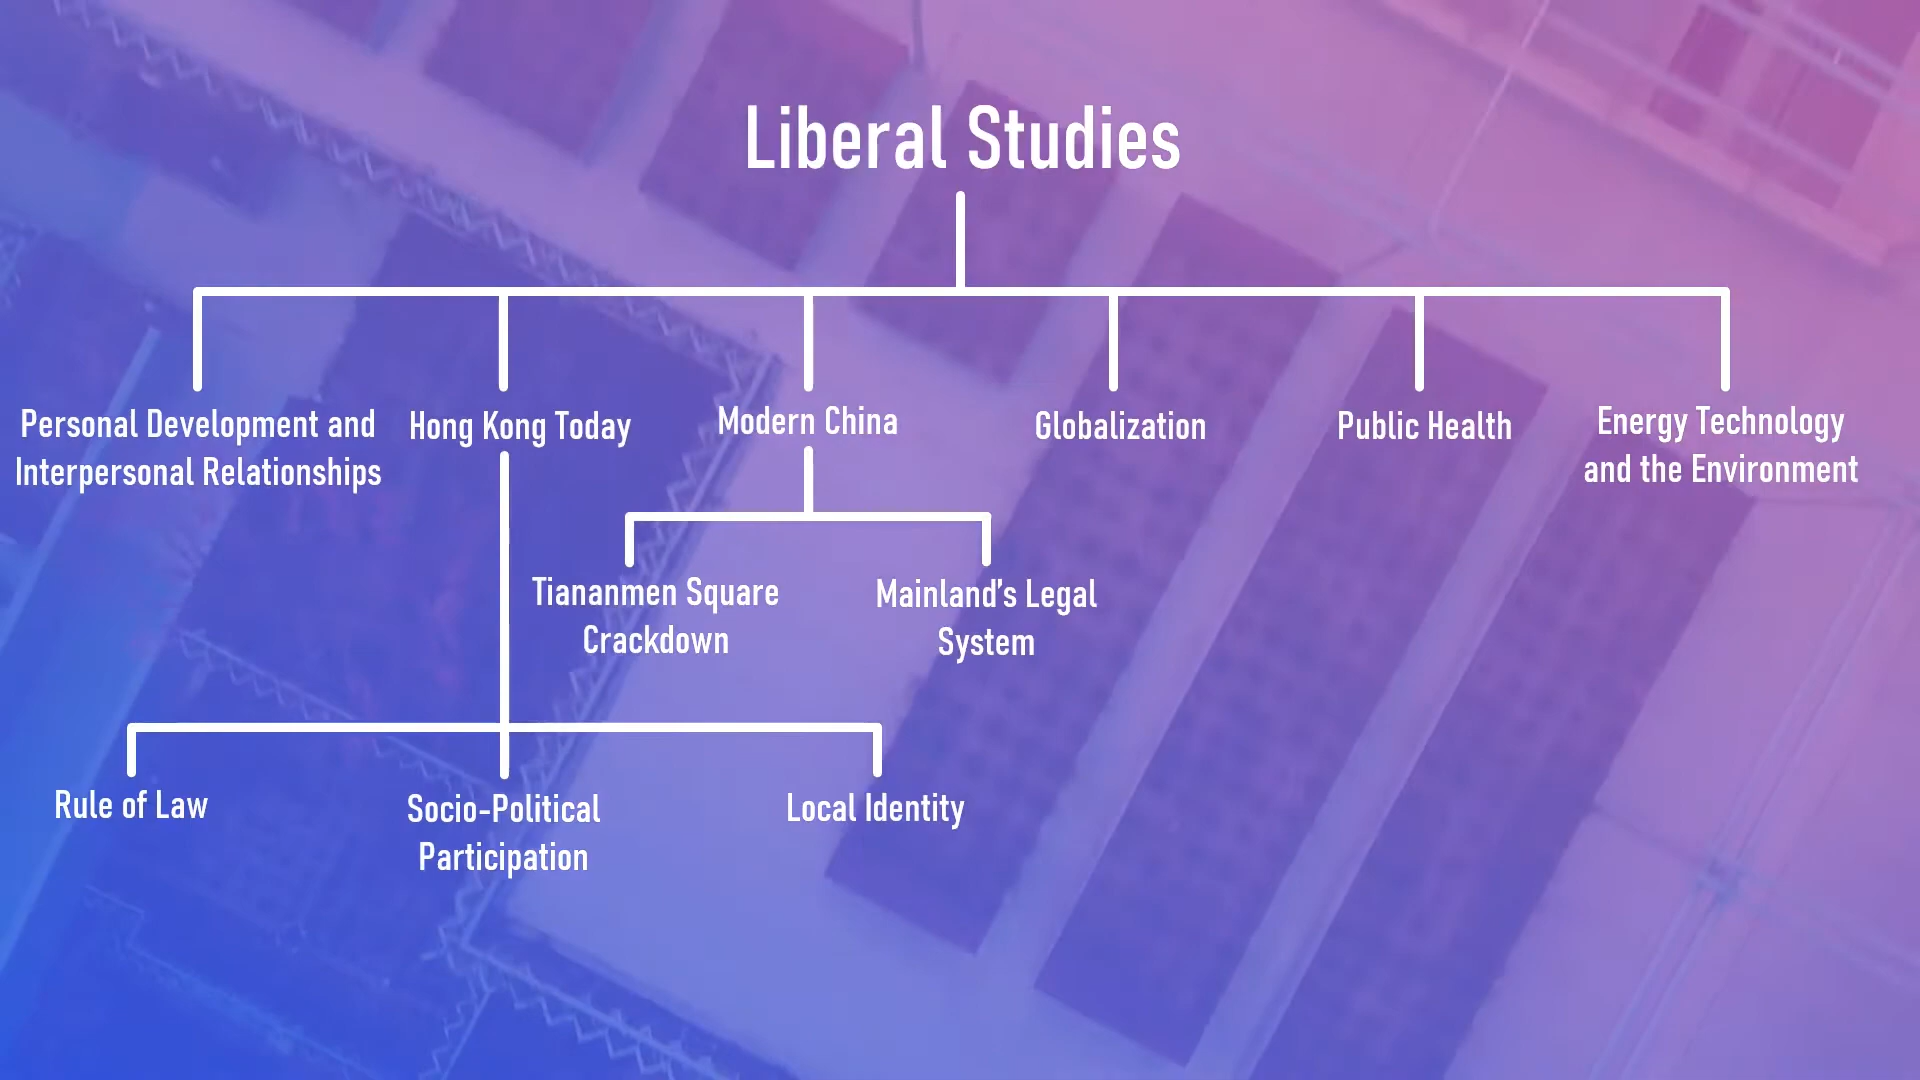 Liberal Studies
Personal Development and
Interpersonal Relationships
Hong Kong Today
Modern China
Globalization
Public Health
Energy Technology
and the Environment
Tiananmen Square
Crackdown
Mainland's Legal
System
Rule of Law
Socio-Political
Participation
Local Identity